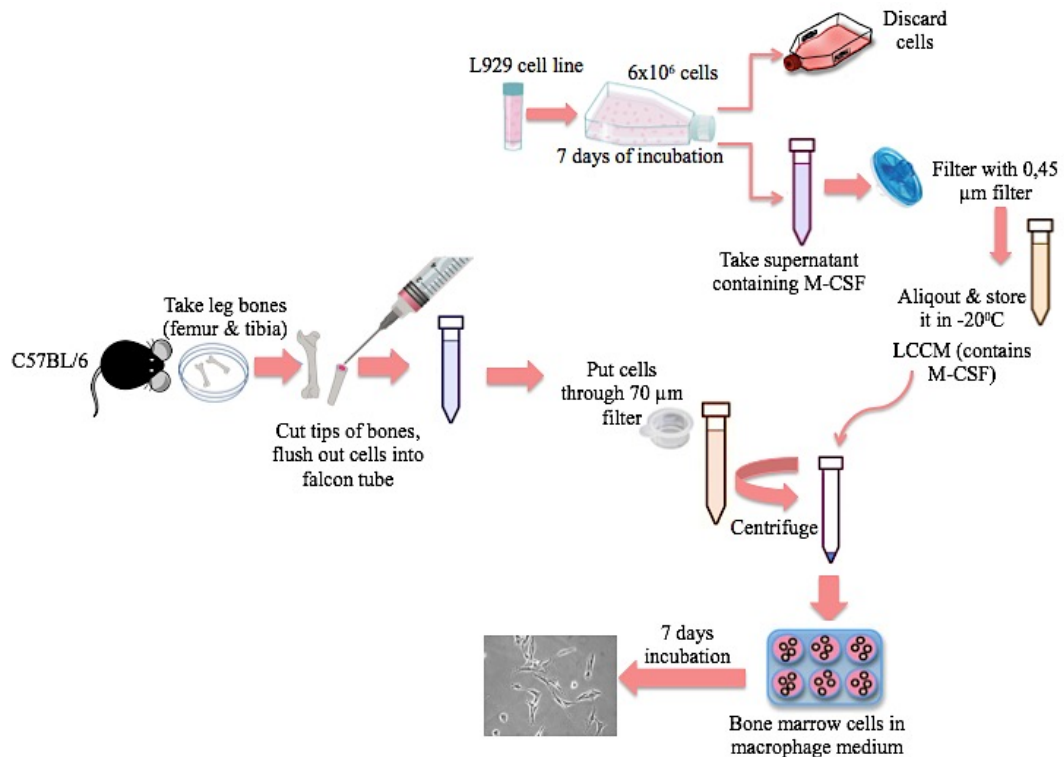 Discard
cells
L929 cell line
6x10⁶ cells
7 days of incubation
Filter with 0,45
µm filter
Take supernatant
containing M-CSF
Aliqout & store
it in -20⁰C
LCCM (contains
M-CSF)
Take leg bones
(femur & tibia)
C57BL/6
Cut tips of bones,
flush out cells into
falcon tube
Put cells
through 70 µm
filter
Centrifuge
7 days
incubation
Bone marrow cells in
macrophage medium